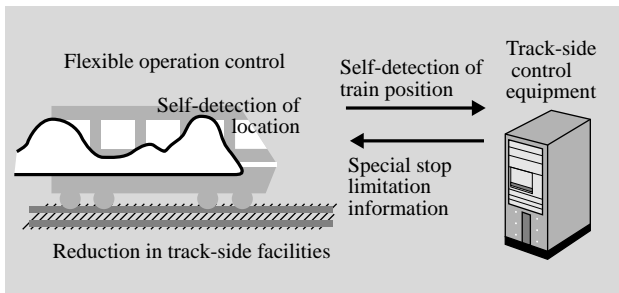 Flexible operation control
Self-detection of
location
Self-detection of
train position
Special stop
limitation
information
Track-side
control
equipment
Reduction in track-side facilities